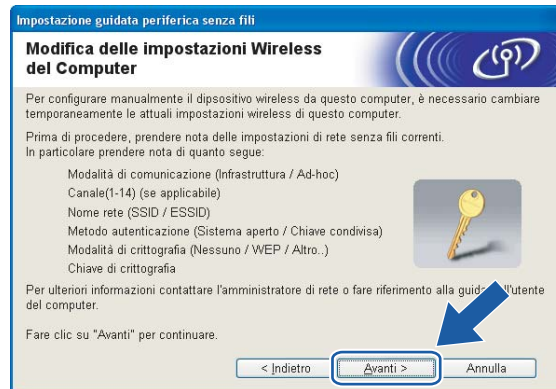 Impostazione guidata periferica senza fili
Modifica delle impostazioni Wireless
del Computer
Per configurare manualmente il dipsositivo wireless da questo computer, è necessario cambiare
temporaneamente le attuali impostazioni wireless di questo computer.
Prima di procedere, prendere nota delle impostazioni di rete senza fili correnti.
In particolare prendere nota di quanto segue:
Modalità di comunicazione (Infrastruttura / Ad-hoc)
Canale(1-14) (se applicabile)
Nome rete (SSID / ESSID)
Metodo autenticazione (Sistema aperto / Chiave condivisa)
Modalità di crittografia (Nessuno / WEP / Altro..)
Chiave di crittografia
Per ulteriori informazioni contattare l'amministratore di rete o fare riferimento alla
del computer.
Fare clic su "Avanti" per continuare.
< Indietro Avanti > Annulla